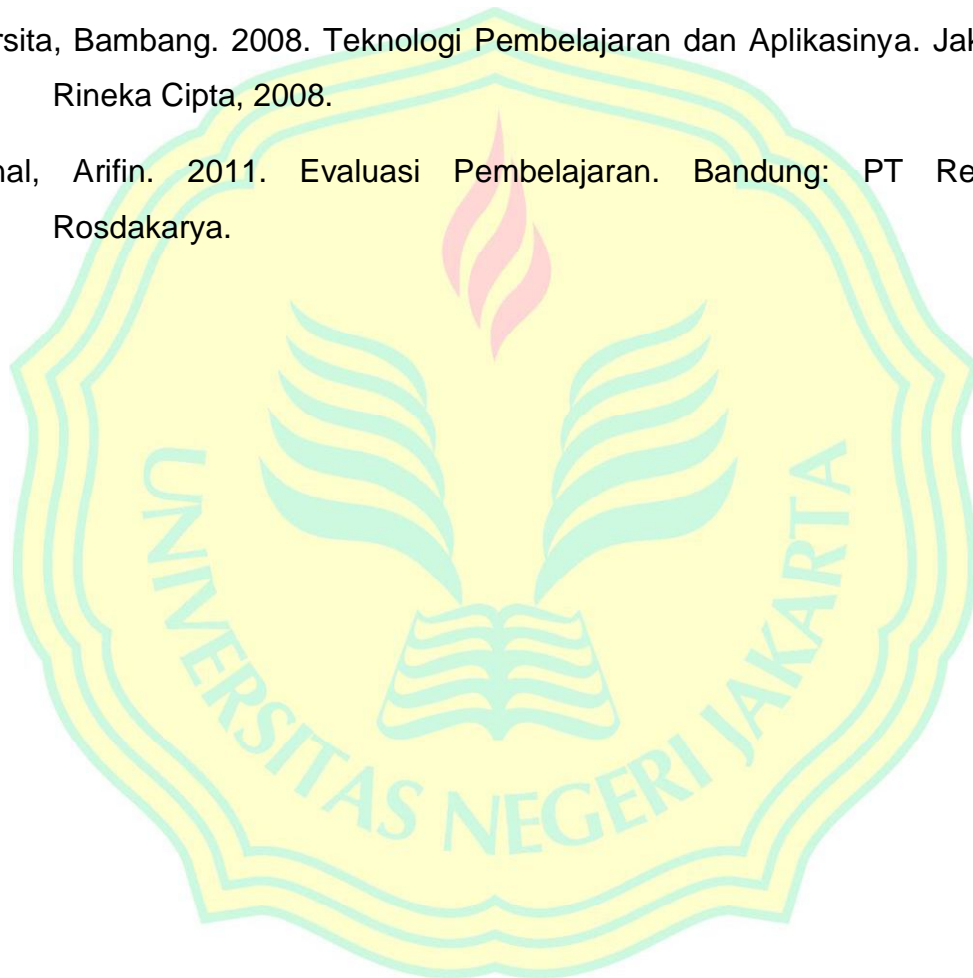 rsita, Bambang. 2008. Teknologi Pembelajaran dan Aplikasinya. Jak
Rineka Cipta, 2008.
nal, Arifin. 2011. Evaluasi Pembelajaran. Bandung: PT Re
Rosdakarya.
UNIVERSITAS NEGERI JAKARTA